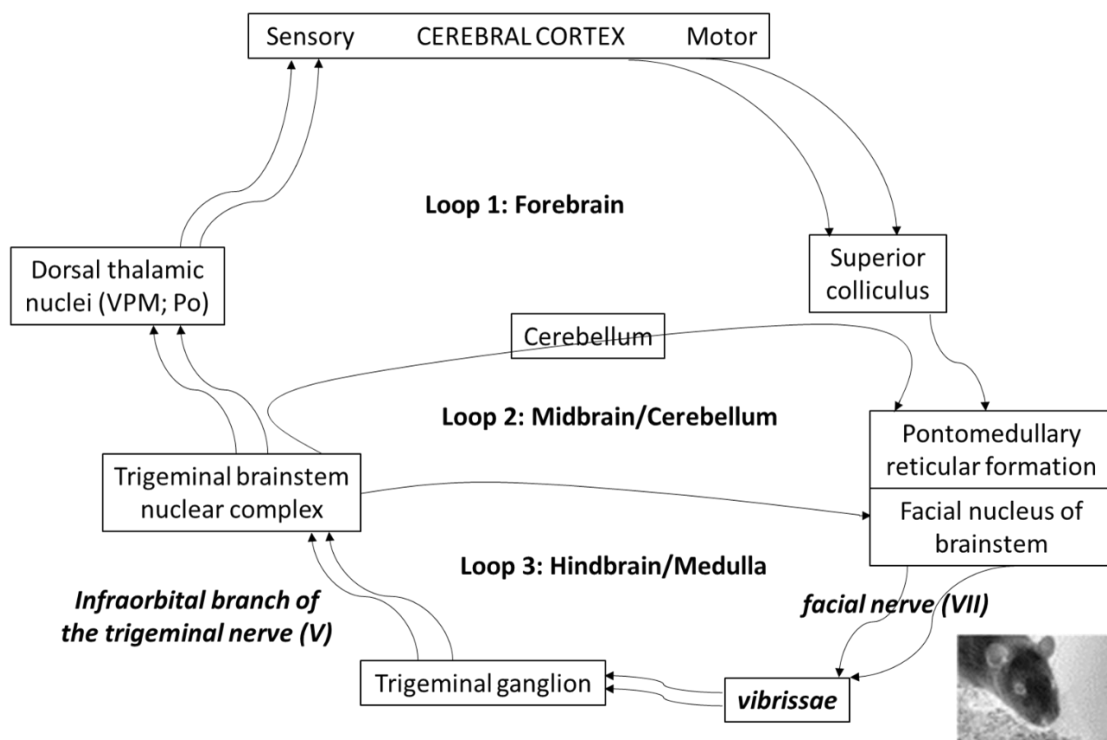 Sensory CEREBRAL CORTEX Motor
Loop 1: Forebrain
Dorsal thalamic
nuclei (VPM; Po)
Superior
colliculus
Cerebellum
Loop 2: Midbrain/Cerebellum
Pontomedullary
reticular formation
Trigeminal brainstem
nuclear complex
Facial nucleus of
brainstem
Loop 3: Hindbrain/Medulla
Infraorbital branch of
the trigeminal nerve (V)
facial nerve (VII)
Trigeminal ganglion
vibrissae